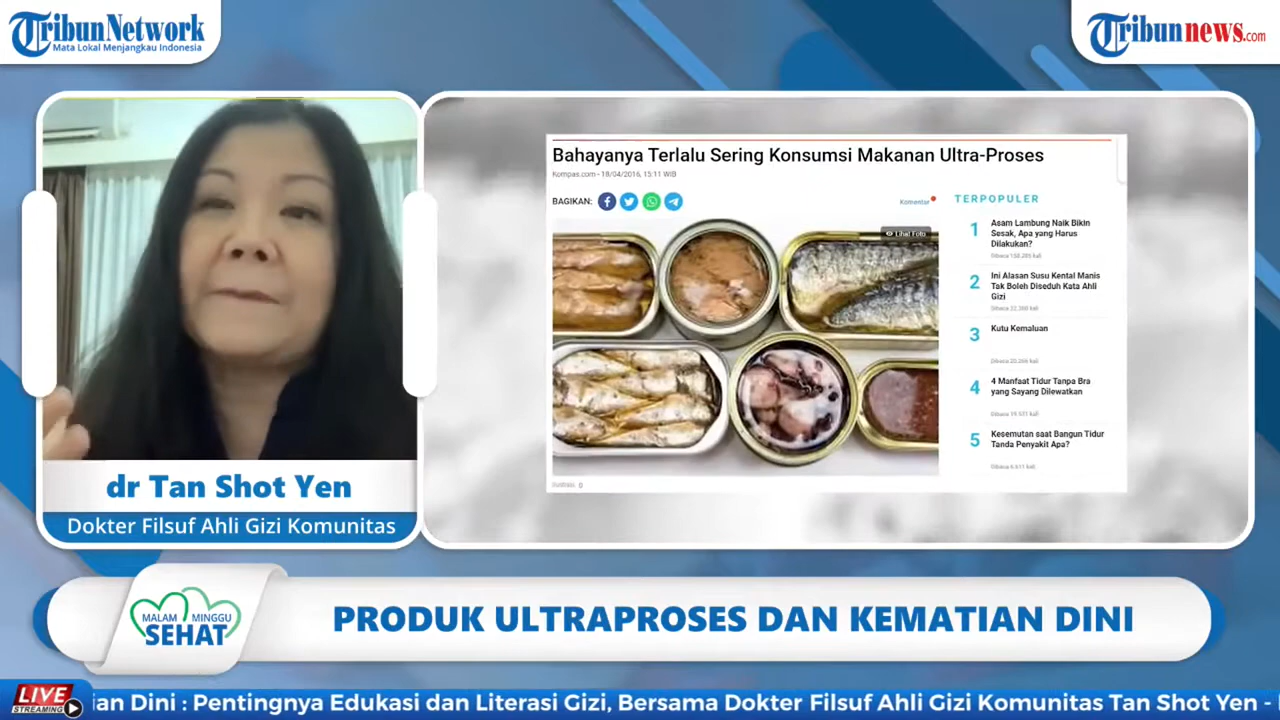 TribunNetwork
Mata Lokal Menjangkau Indonesia
Tribunnews.com
Bahayanya Terlalu Sering Konsumsi Makanan Ultra-Proses
Kompas.com - 18/04/2016, 15:11 WIB
BAGIKAN:
Komentar
TERPOPULER
Lihat Foto
1
Asam Lambung Naik Bikin
Sesak, Apa yang Harus
Dilakukan?
2
Ini Alasan Susu Kental Manis
Tak Boleh Diseduh Kata Ahli
Gizi
3
Kutu Kemaluan
4
4 Manfaat Tidur Tanpa Bra
yang Sayang Dilewatkan
5
Kesemutan saat Bangun Tidur
Tanda Penyakit Apa?
dr Tan Shot Yen
Dokter Filsuf Ahli Gizi Komunitas
MALAM MINGGU
SEHAT
PRODUK ULTRAPROSES DAN KEMATIAN DINI
LIVE
STREAMING
ian Dini : Pentingnya Edukasi dan Literasi Gizi, Bersama Dokter Filsuf Ahli Gizi Komunitas Tan Shot Yen -